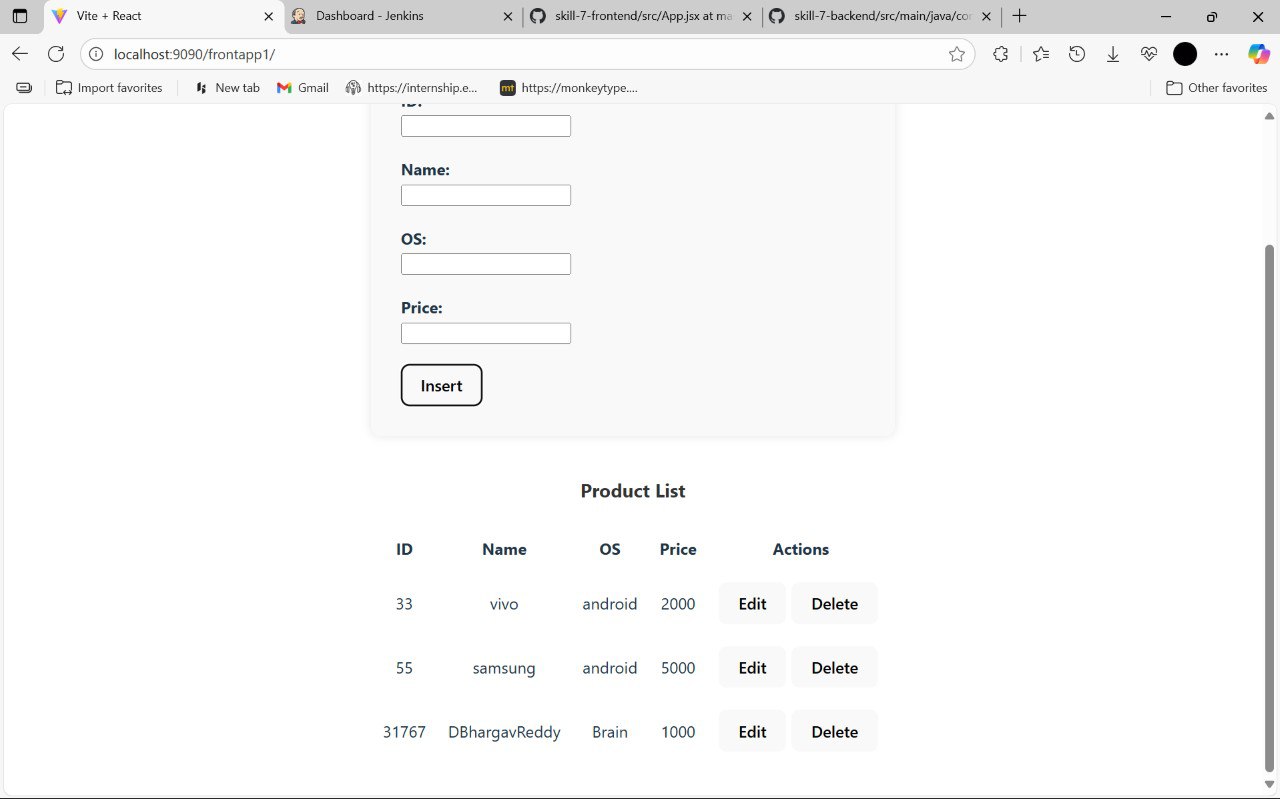 Vite + React
Dashboard - Jenkins
skill-7-frontend/src/App.jsx at ma
skill-7-backend/src/main/java/cor
localhost:9090/frontapp1/
Import favorites
New tab
Gmail
https://internship.e...
mt
https://monkeytype....
Other favorites
ID:
Name:
OS:
Price:
Insert
Product List
ID Name OS Price Actions
33 vivo android 2000 Edit Delete
55 samsung android 5000 Edit Delete
31767 DBhargavReddy Brain 1000 Edit Delete